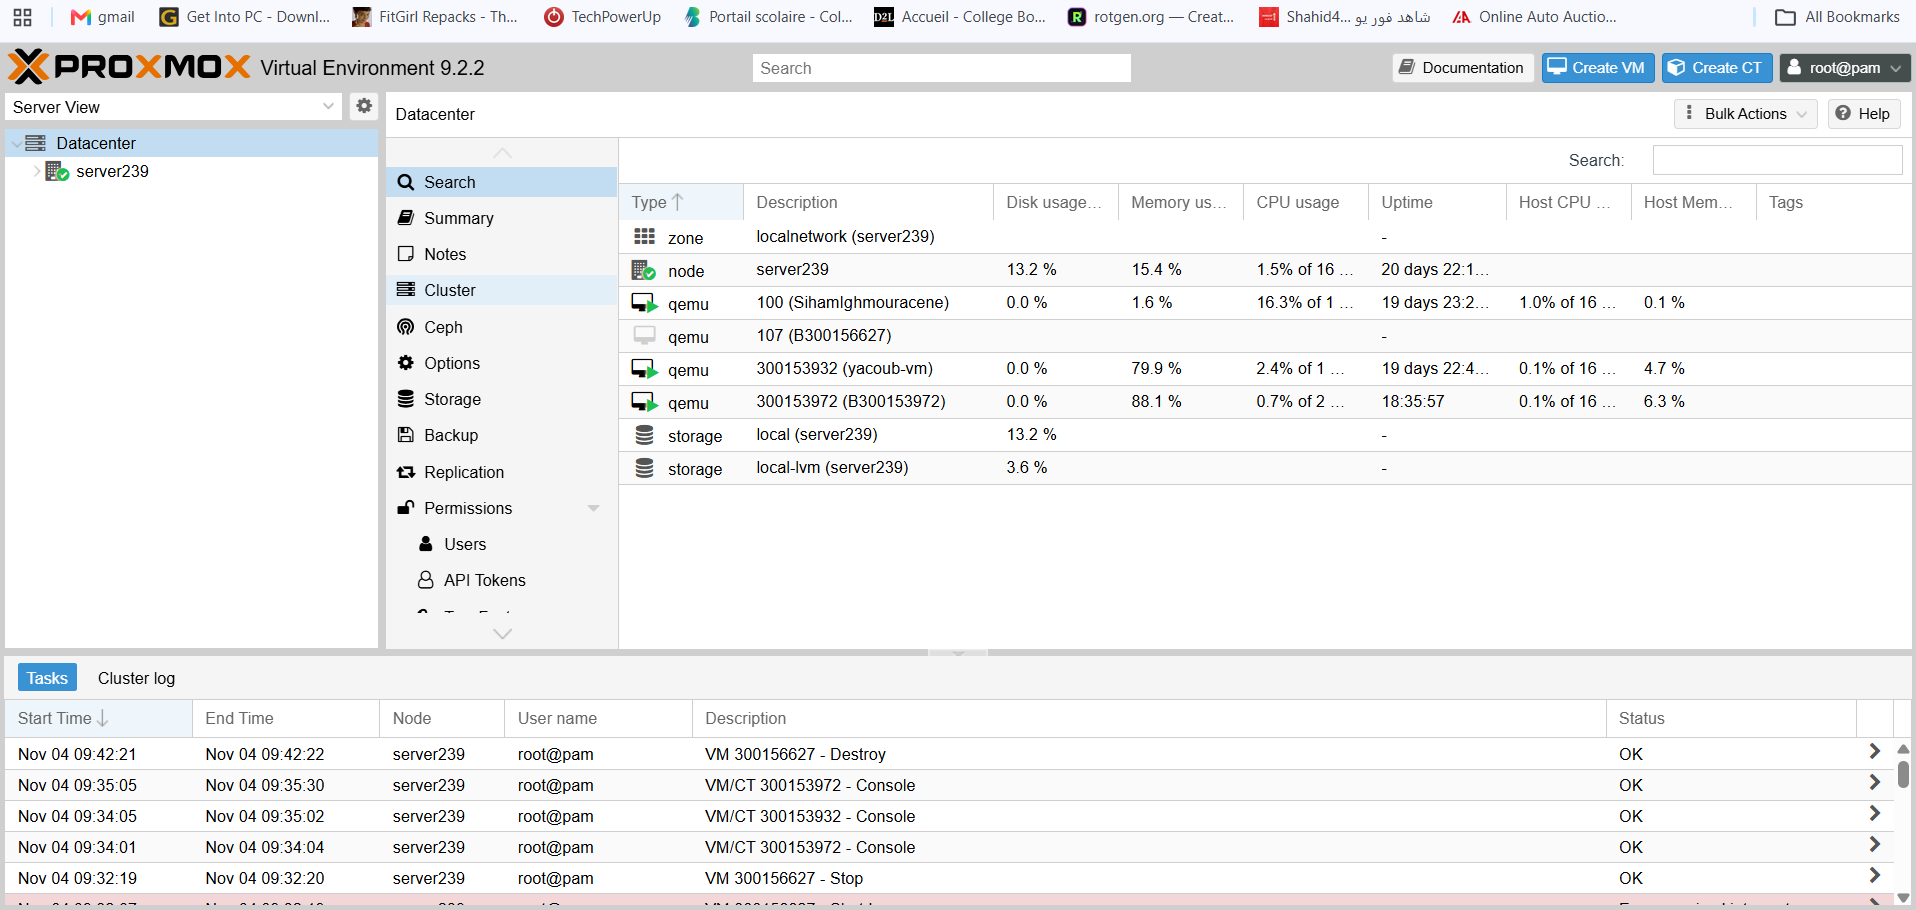 gmail Get Into PC - Downl... FitGirl Repacks - Th... TechPowerUp Portail scolaire - Col... D2L Accueil - College Bo... rotgen.org — Creat... Shahid4... شاهد فور يو Online Auto Auctio... All Bookmarks
PROXMOX Virtual Environment 9.2.2 Search Documentation Create VM Create CT root@pam
Server View
Datacenter
server239
Datacenter Bulk Actions Help
Search
Summary
Notes
Cluster
Ceph
Options
Storage
Backup
Replication
Permissions
Users
API Tokens
Search:
Type Description Disk usage... Memory us... CPU usage Uptime Host CPU ... Host Mem... Tags
zone localnetwork (server239) -
node server239 13.2 % 15.4 % 1.5% of 16 ... 20 days 22:1...
qemu 100 (SihamIghmouracene) 0.0 % 1.6 % 16.3% of 1 ... 19 days 23:2... 1.0% of 16 ... 0.1 %
qemu 107 (B300156627) -
qemu 300153932 (yacoub-vm) 0.0 % 79.9 % 2.4% of 1 ... 19 days 22:4... 0.1% of 16 ... 4.7 %
qemu 300153972 (B300153972) 0.0 % 88.1 % 0.7% of 2 ... 18:35:57 0.1% of 16 ... 6.3 %
storage local (server239) 13.2 % -
storage local-lvm (server239) 3.6 % -
Tasks Cluster log
Start Time End Time Node User name Description Status
Nov 04 09:42:21 Nov 04 09:42:22 server239 root@pam VM 300156627 - Destroy OK
Nov 04 09:35:05 Nov 04 09:35:30 server239 root@pam VM/CT 300153972 - Console OK
Nov 04 09:34:05 Nov 04 09:35:02 server239 root@pam VM/CT 300153932 - Console OK
Nov 04 09:34:01 Nov 04 09:34:04 server239 root@pam VM/CT 300153972 - Console OK
Nov 04 09:32:19 Nov 04 09:32:20 server239 root@pam VM 300156627 - Stop OK